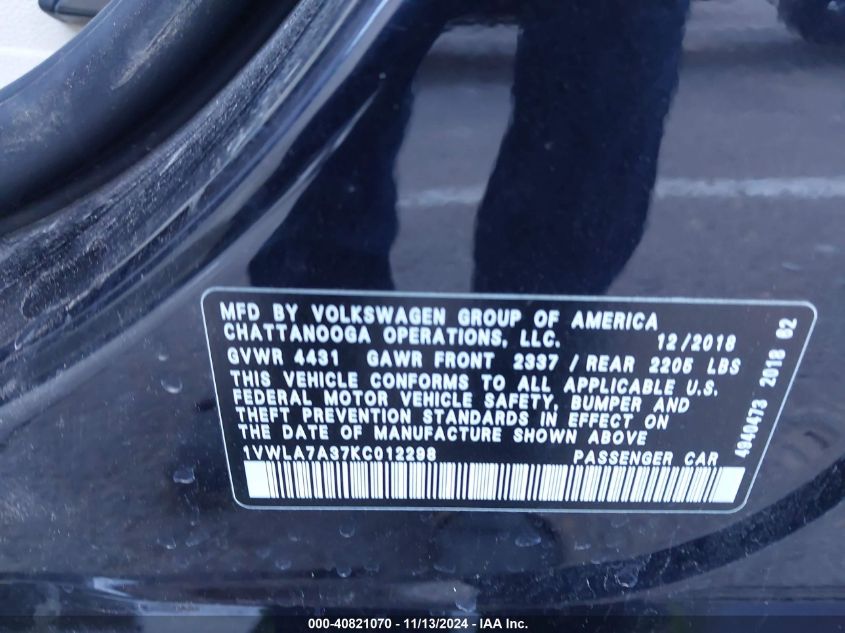 MFD BY VOLKSWAGEN GROUP OF AMERICA
CHATTANOOGA OPERATIONS, LLC. 12/2018
GVWR 4431 GAWR FRONT 2337 / REAR 2205 LBS
THIS VEHICLE CONFORMS TO ALL APPLICABLE U.S.
FEDERAL MOTOR VEHICLE SAFETY, BUMPER AND
THEFT PREVENTION STANDARDS IN EFFECT ON
THE DATE OF MANUFACTURE SHOWN ABOVE.
1VWLA7A37KC012298 PASSENGER CAR
4940473 2018 02
000-40821070 - 11/13/2024 - IAA Inc.